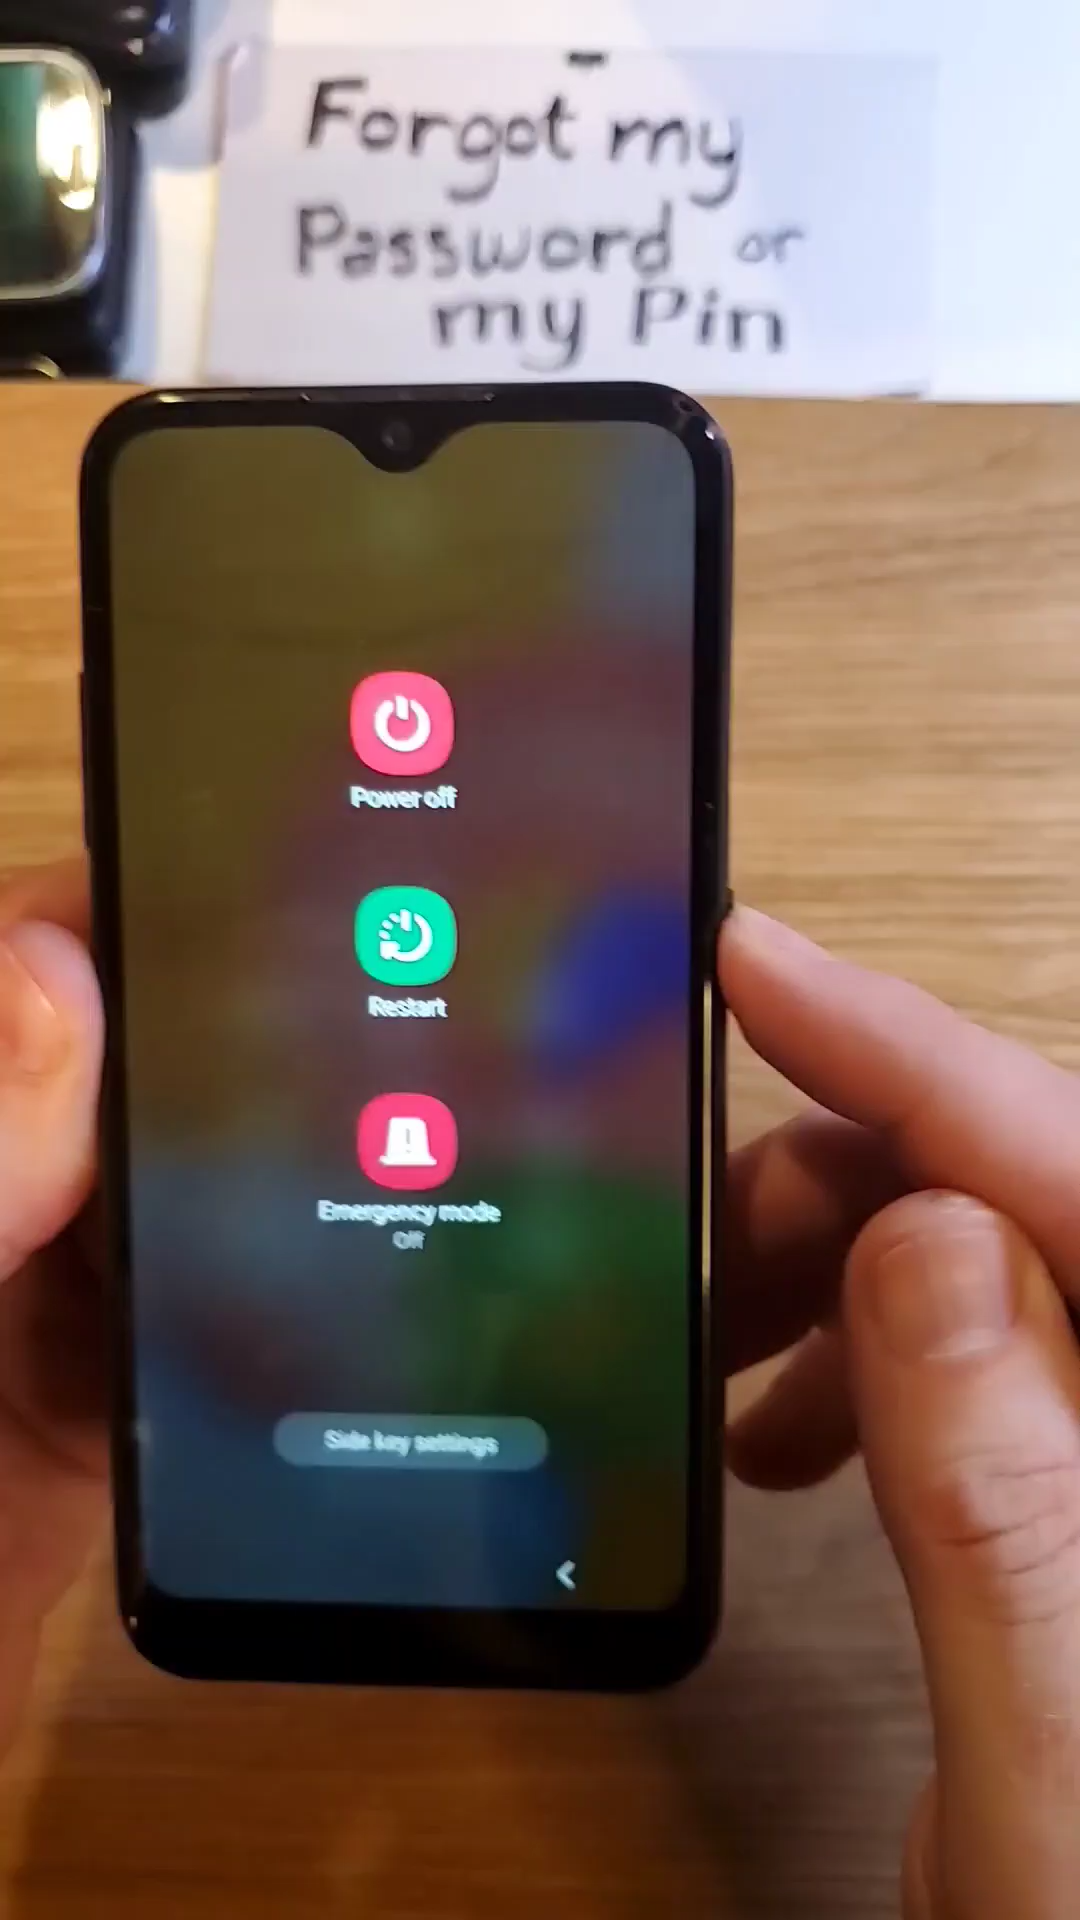 Forgot my
Password or
my Pin
Power off
Restart
Emergency mode
Off
Side key settings